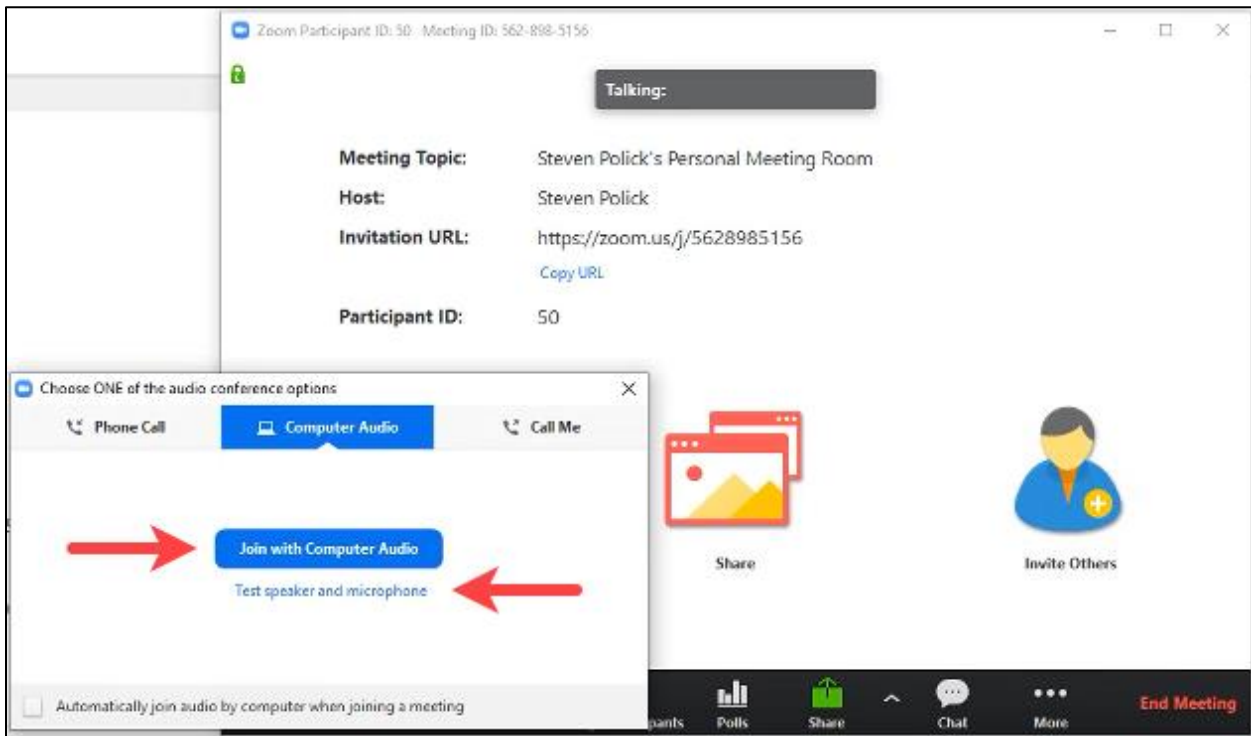 Zoom Participant ID: 50 Meeting ID: 562-898-5156
Talking:
Meeting Topic: Steven Polick's Personal Meeting Room
Host: Steven Polick
Invitation URL: https://zoom.us/j/5628985156
Copy URL
Participant ID: 50
Choose ONE of the audio conference options
Phone Call Computer Audio Call Me
Join with Computer Audio
Test speaker and microphone
Share Invite Others
Automatically join audio by computer when joining a meeting
Polls Share Chat More End Meeting